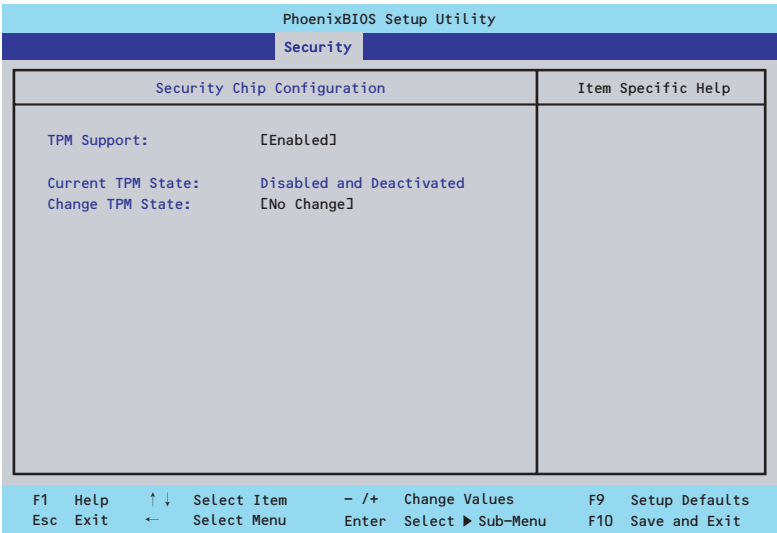 PhoenixBIOS Setup Utility
Security
Security Chip Configuration
Item Specific Help
TPM Support: [Enabled]
Current TPM State: Disabled and Deactivated
Change TPM State: [No Change]
F1 Help ↑↓ Select Item - /+ Change Values F9 Setup Defaults
Esc Exit ← Select Menu Enter Select ▶ Sub-Menu F10 Save and Exit